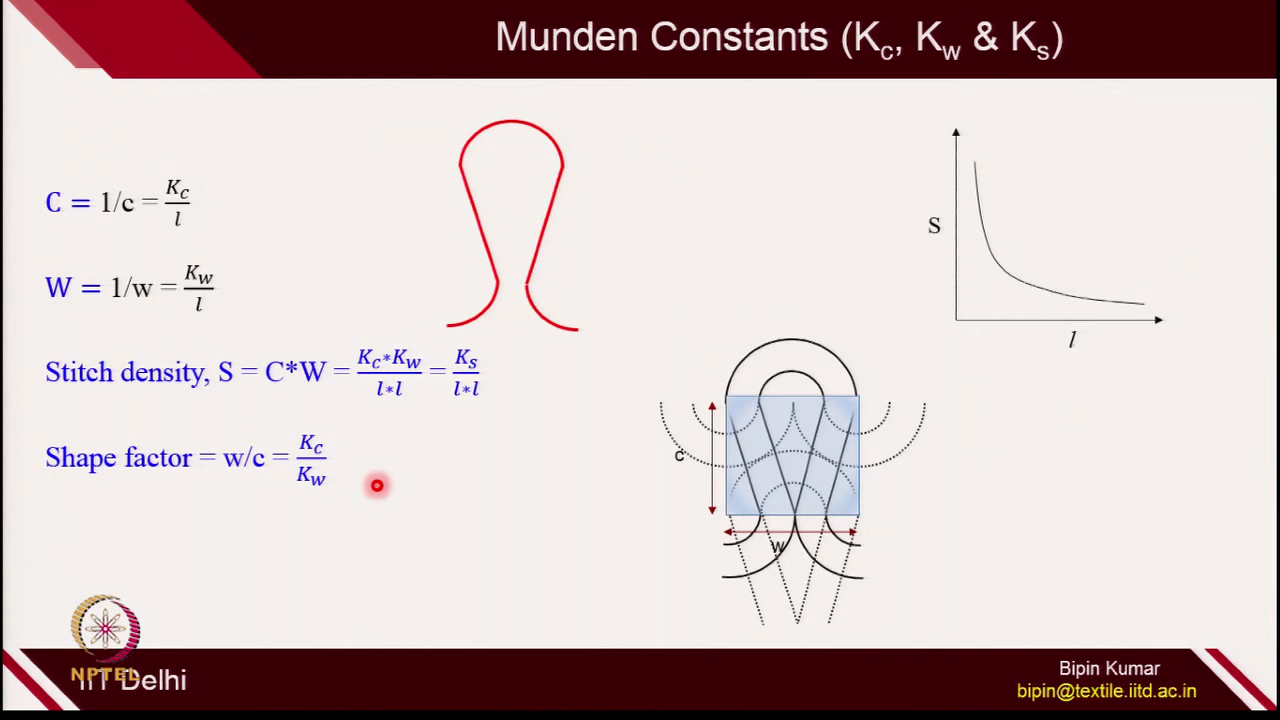 Munden Constants (Kc, Kw & Ks)
C = 1/c = Kc/l
W = 1/w = Kw/l
Stitch density, S = C*W = Kc*Kw/l*l = Ks/l*l
Shape factor = w/c = Kc/Kw
S
l
c
w
NPTEL
IIT Delhi
Bipin Kumar
bipin@textile.iitd.ac.in